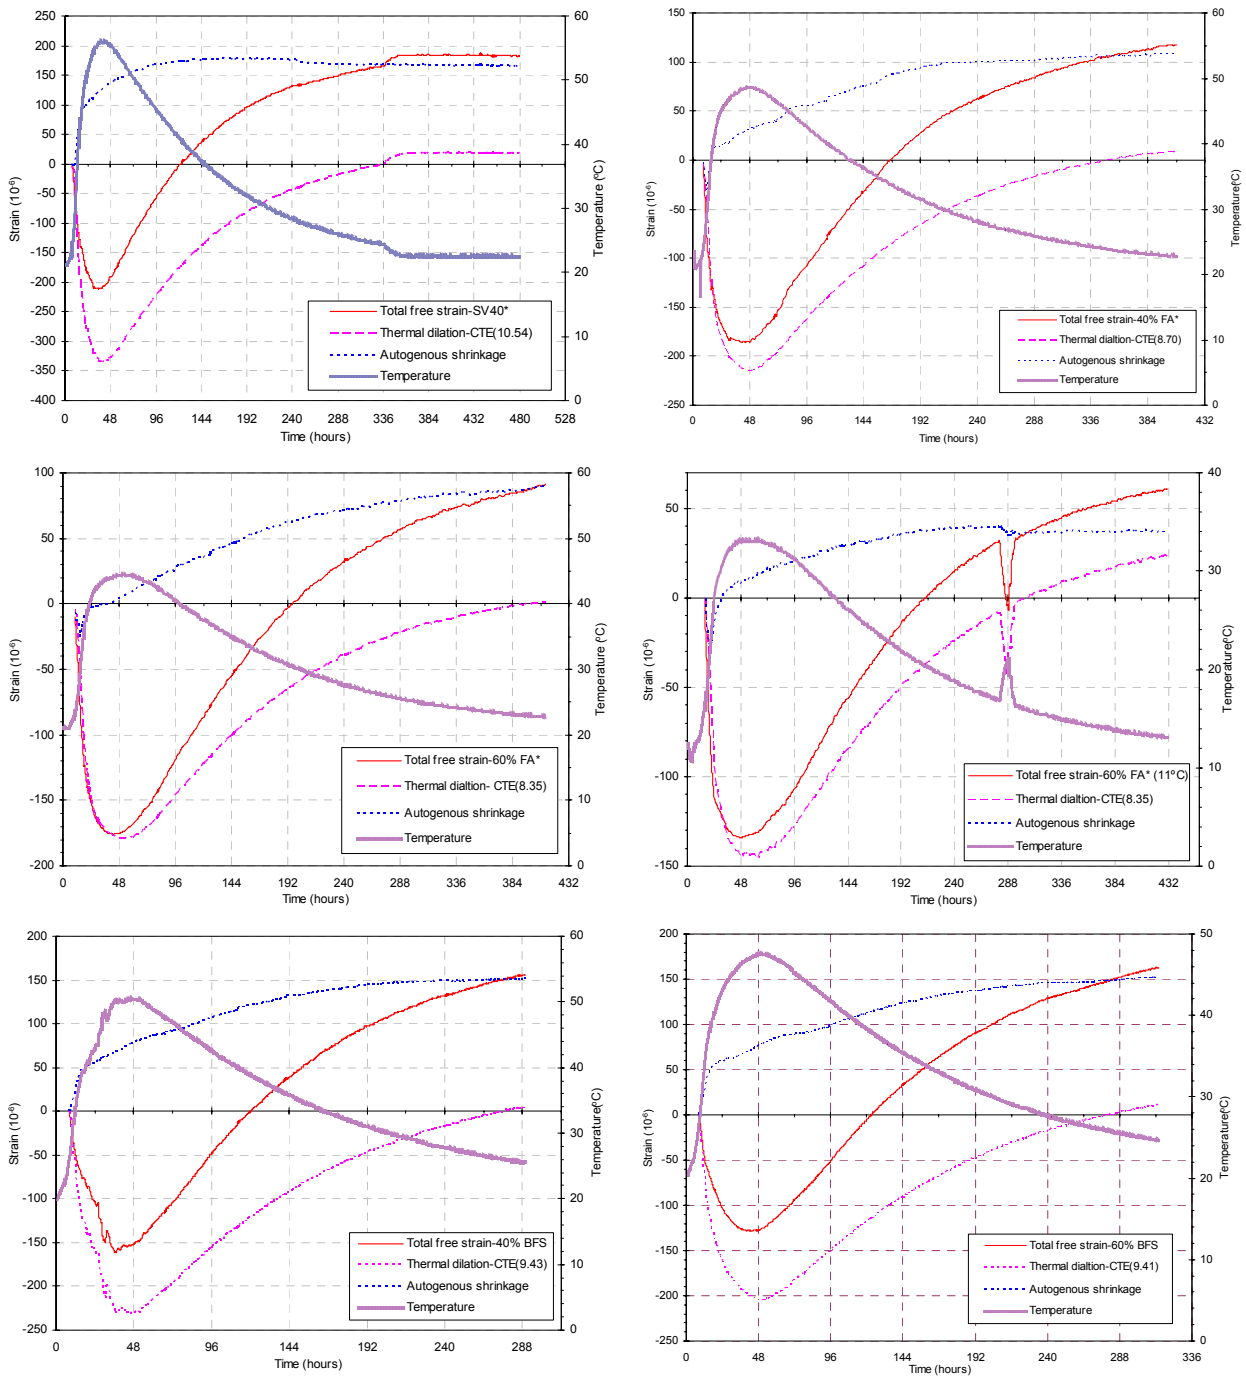 250
200
150
100
50
0
-50
-100
-150
-200
-250
-300
-350
-400
Strain (10-6)
60
50
40
30
20
10
0
Temperature (ºC)
Total free strain-SV40*
Thermal dilation-CTE(10.54)
Autogenous shrinkage
Temperature
0 48 96 144 192 240 288 336 384 432 480 528
Time (hours)
150
100
50
0
-50
-100
-150
-200
-250
Strain (10-6)
60
50
40
30
20
10
0
Temperature(ºC)
Total free strain-40% FA*
Thermal dialtion-CTE(8.70)
Autogenous shrinkage
Temperature
0 48 96 144 192 240 288 336 384 432
Time (hours)
100
50
0
-50
-100
-150
-200
Strain (10-6)
60
50
40
30
20
10
0
Temperature (ºC)
Total free strain-60% FA*
Thermal dialtion- CTE(8.35)
Autogenous shrinkage
Temperature
0 48 96 144 192 240 288 336 384 432
Time (hours)
50
0
-50
-100
-150
Strain (10-6)
40
30
20
10
0
Temperature(ºC)
Total free strain-60% FA* (11ºC)
Thermal dialtion-CTE(8.35)
Autogenous shrinkage
Temperature
0 48 96 144 192 240 288 336 384 432
Time (hours)
200
150
100
50
0
-50
-100
-150
-200
-250
Strain (10-6)
60
50
40
30
20
10
0
Temperature(ºC)
Total free strain-40% BFS
Thermal dilation-CTE(9.43)
Autogenous shrinkage
Temperature
0 48 96 144 192 240 288
Time (hours)
200
150
100
50
0
-50
-100
-150
-200
-250
Strain (10-6)
50
40
30
20
10
0
Temperature(ºC)
Total free strain-60% BFS
Thermal dilation-CTE(9.41)
Autogenous shrinkage
Temperature
0 48 96 144 192 240 288 336
Time (hours)